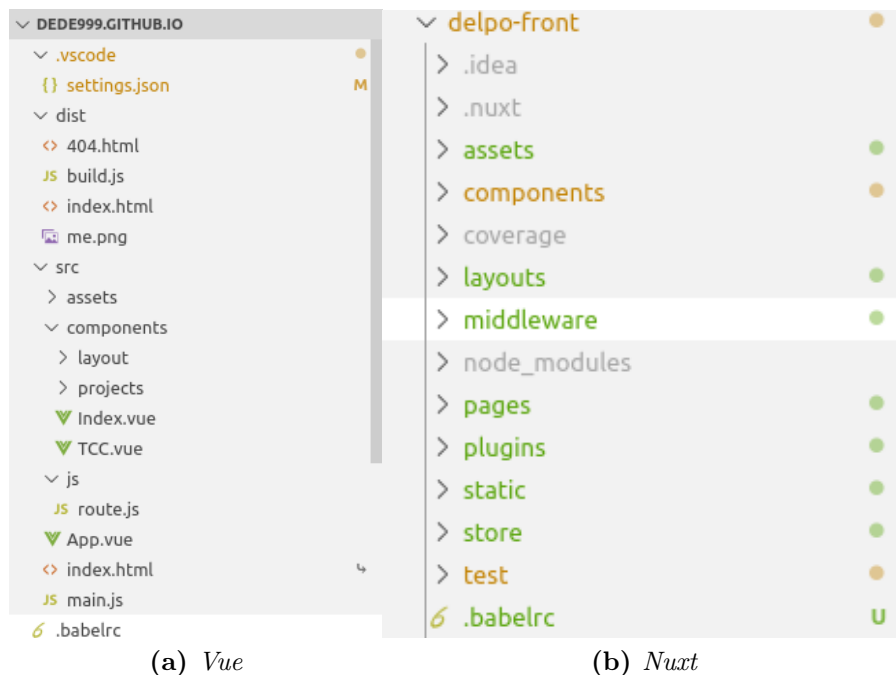 DEDE999.GITHUB.IO
.vscode
{} settings.json M
dist
<> 404.html
JS build.js
<> index.html
me.png
src
assets
components
layout
projects
Index.vue
TCC.vue
js
JS route.js
App.vue
<> index.html
JS main.js
.babelrc
(a) Vue
delpo-front
.idea
.nuxt
assets
components
coverage
layouts
middleware
node_modules
pages
plugins
static
store
test
.babelrc U
(b) Nuxt